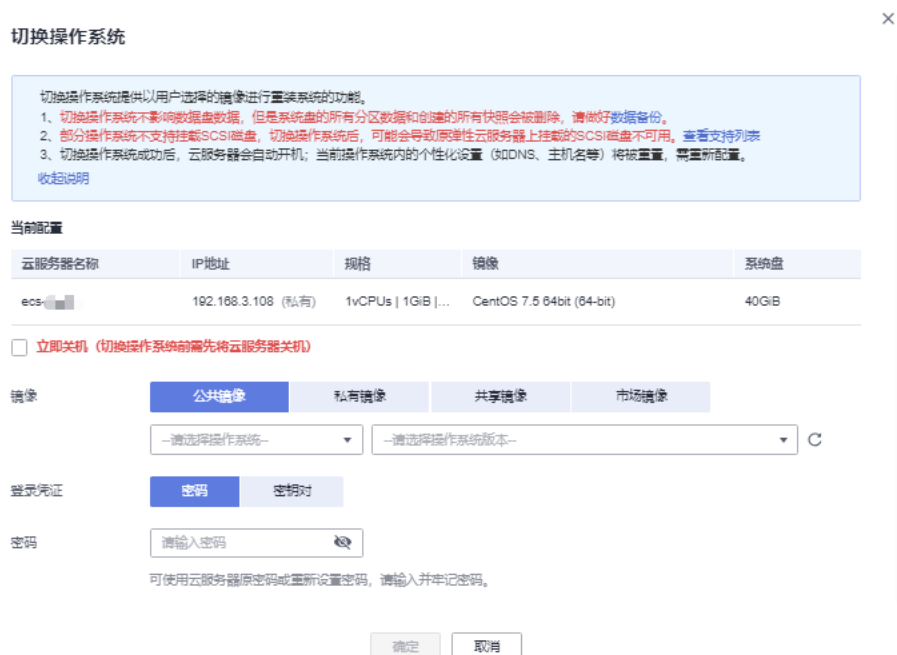 切换操作系统
切换操作系统提供以用户选择的镜像进行重装系统的功能。
1、切换操作系统不影响数据盘数据，但是系统盘的所有分区数据和创建的所有快照会被删除，请做好数据备份。
2、部分操作系统不支持挂载SCSI磁盘，切换操作系统后，可能会导致原弹性云服务器上挂载的SCSI磁盘不可用。查看支持列表
3、切换操作系统成功后，云服务器会自动开机；当前操作系统内的个性化设置（如DNS、主机名等）将被重置，需重新配置。
收起说明
当前配置
云服务器名称 IP地址 规格 镜像 系统盘
ecs- 192.168.3.108 (私有) 1vCPUs | 1GiB |... CentOS 7.5 64bit (64-bit) 40GiB
立即关机（切换操作系统前需先将云服务器关机）
镜像 公共镜像 私有镜像 共享镜像 市场镜像
--请选择操作系统-- --请选择操作系统版本--
登录凭证 密码 密钥对
密码 请输入密码
可使用云服务器原密码或重新设置密码，请输入并牢记密码。
确定 取消